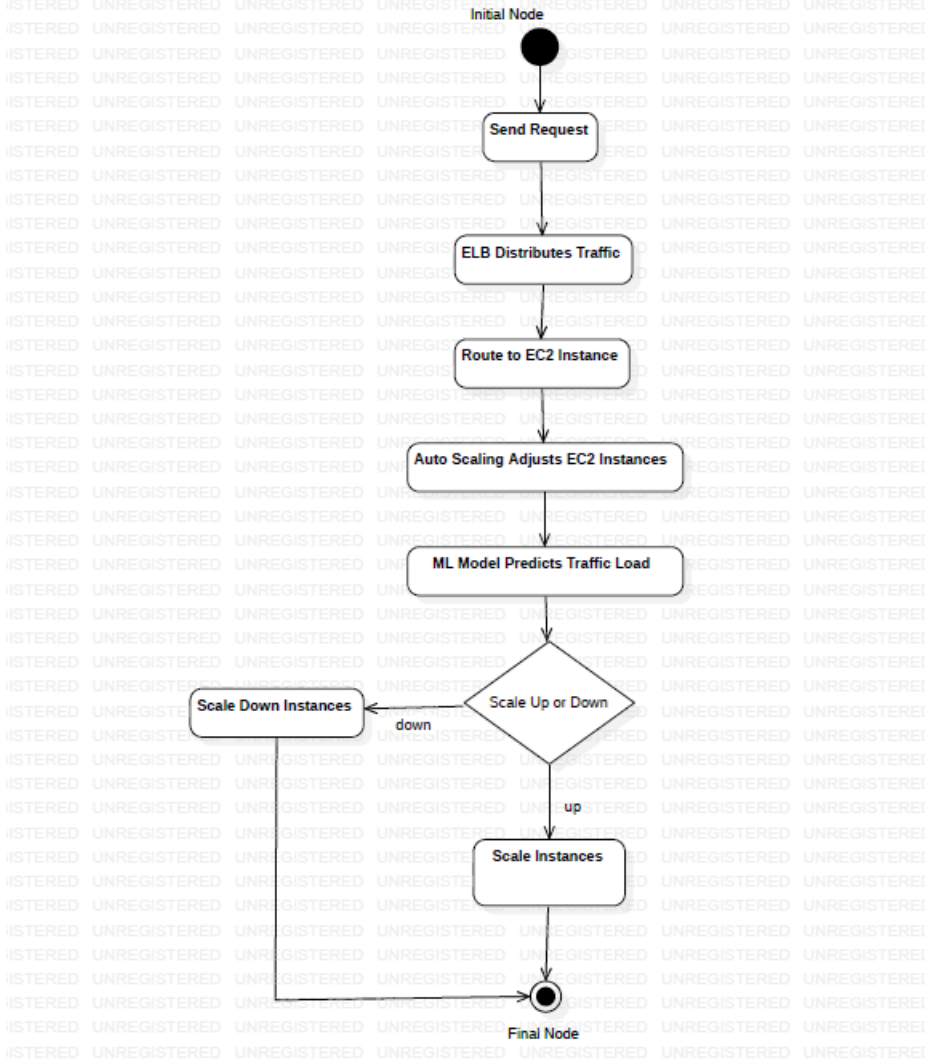 Initial Node
Send Request
ELB Distributes Traffic
Route to EC2 Instance
Auto Scaling Adjusts EC2 Instances
ML Model Predicts Traffic Load
Scale Up or Down
Scale Down Instances
down
up
Scale Instances
Final Node
UNREGISTERED